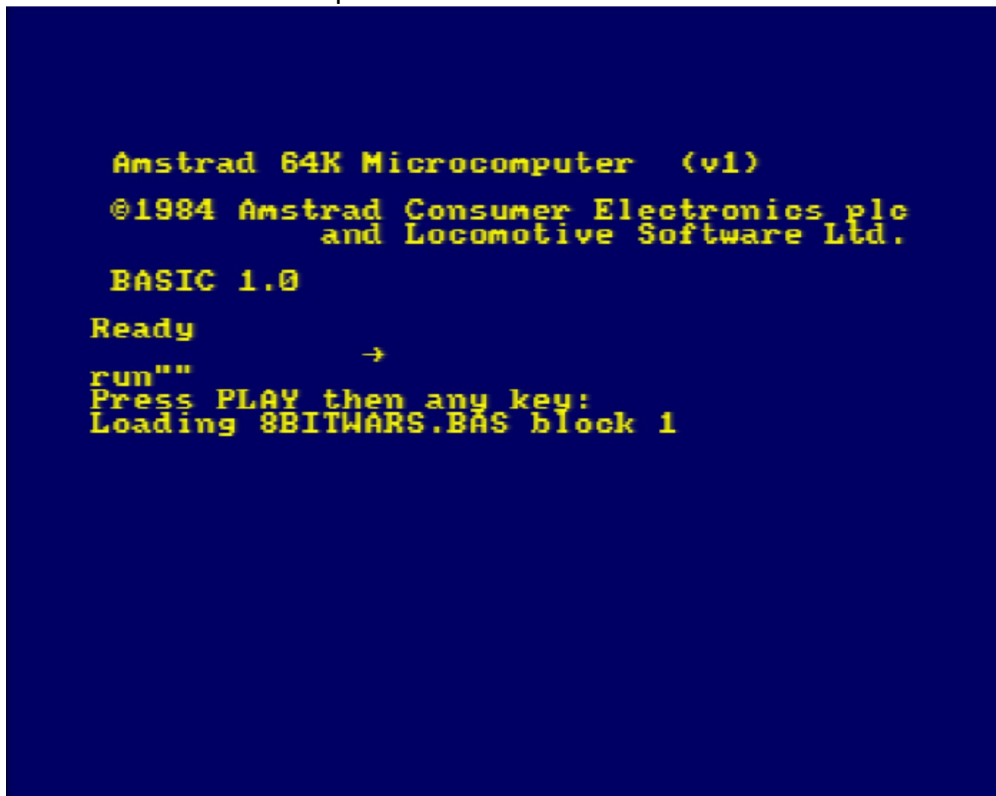 Amstrad 64K Microcomputer (v1)
©1984 Amstrad Consumer Electronics plc
and Locomotive Software Ltd.
BASIC 1.0
Ready
→
run""
Press PLAY then any key:
Loading 8BITWARS.BAS block 1